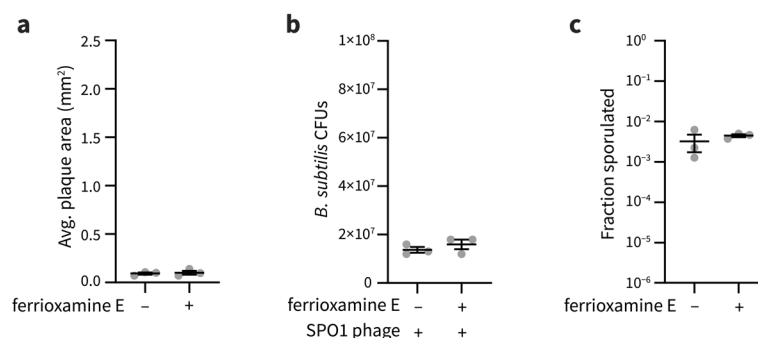 a
Avg. plaque area (mm²)
2.5
2.0
1.5
1.0
0.5
0.0
ferrioxamine E − +
b
B. subtilis CFUs
1×10⁸
8×10⁷
6×10⁷
4×10⁷
2×10⁷
0
ferrioxamine E − +
SPO1 phage + +
c
Fraction sporulated
10⁰
10⁻¹
10⁻²
10⁻³
10⁻⁴
10⁻⁵
10⁻⁶
ferrioxamine E − +